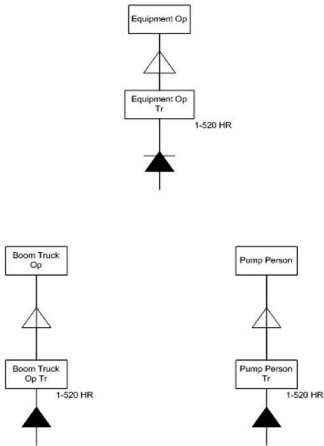 Equipment Op
Equipment Op
Tr
1-520 HR
Boom Truck
Op
Pump Person
Boom Truck
Op Tr
1-520 HR
Pump Person
Tr
1-520 HR